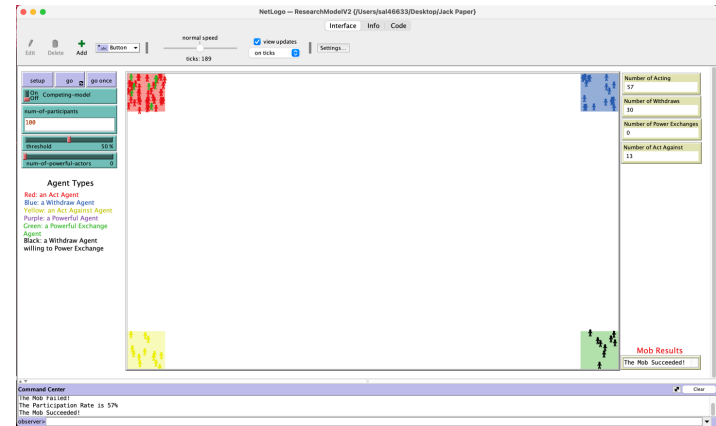 NetLogo — ResearchModelV2 {/Users/sal46633/Desktop/Jack Paper}
Interface Info Code
Edit Delete Add
abc Button
normal speed
ticks: 189
view updates
on ticks
Settings...
setup go go once
On
Off Competing-model
num-of-participants
100
threshold 50 %
num-of-powerful-actors 0
Agent Types
Red: an Act Agent
Blue: a Withdraw Agent
Yellow: an Act Against Agent
Purple: a Powerful Agent
Green: a Powerful Exchange
Agent
Black: a Withdraw Agent
willing to Power Exchange
Number of Acting
57
Number of Withdraws
30
Number of Power Exchanges
0
Number of Act Against
13
Mob Results
The Mob Succeeded!
Command Center
Clear
The Mob Failed!
The Participation Rate is 57%
The Mob Succeeded!
observer>